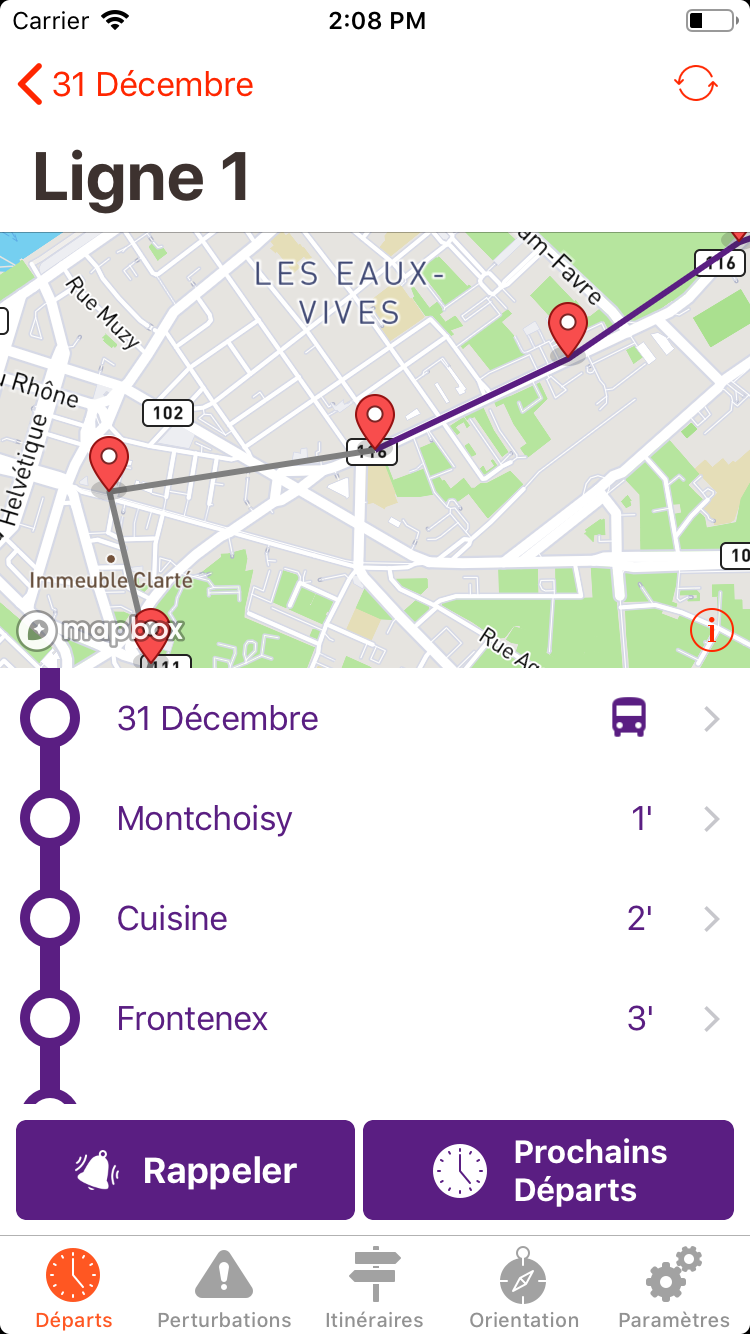 Carrier 2:08 PM
31 Décembre
Ligne 1
LES EAUX-
VIVES
am-Favre
116
Rue Muzy
u Rhône
102
116
Helvétique
10
Immeuble Clarté
mapbox
111
Rue Ag
i
31 Décembre
Montchoisy 1'
Cuisine 2'
Frontenex 3'
Rappeler
Prochains
Départs
Départs Perturbations Itinéraires Orientation Paramètres